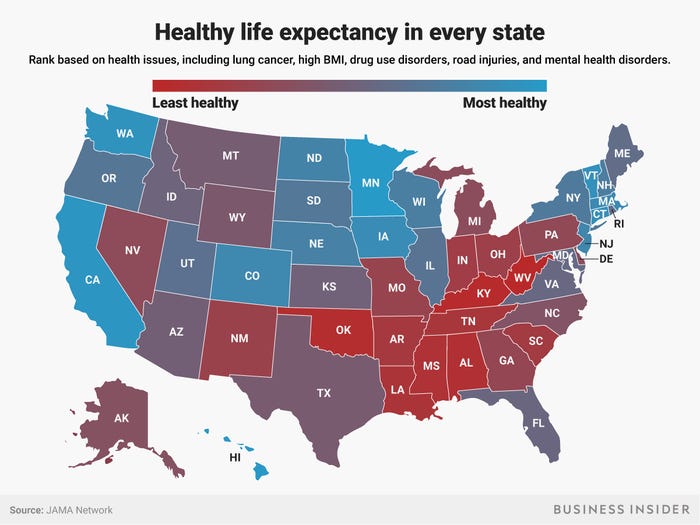 Healthy life expectancy in every state
Rank based on health issues, including lung cancer, high BMI, drug use disorders, road injuries, and mental health disorders.
Least healthy
Most healthy
WA
MT
ND
MN
ME
OR
ID
SD
WI
MI
NY
VT
NH
MA
CT
RI
WY
NE
IA
PA
NJ
NV
UT
CO
IL
IN
OH
MD
DE
CA
KS
MO
KY
WV
VA
AZ
NM
OK
AR
TN
NC
SC
TX
LA
MS
AL
GA
FL
AK
HI
Source: JAMA Network
BUSINESS INSIDER